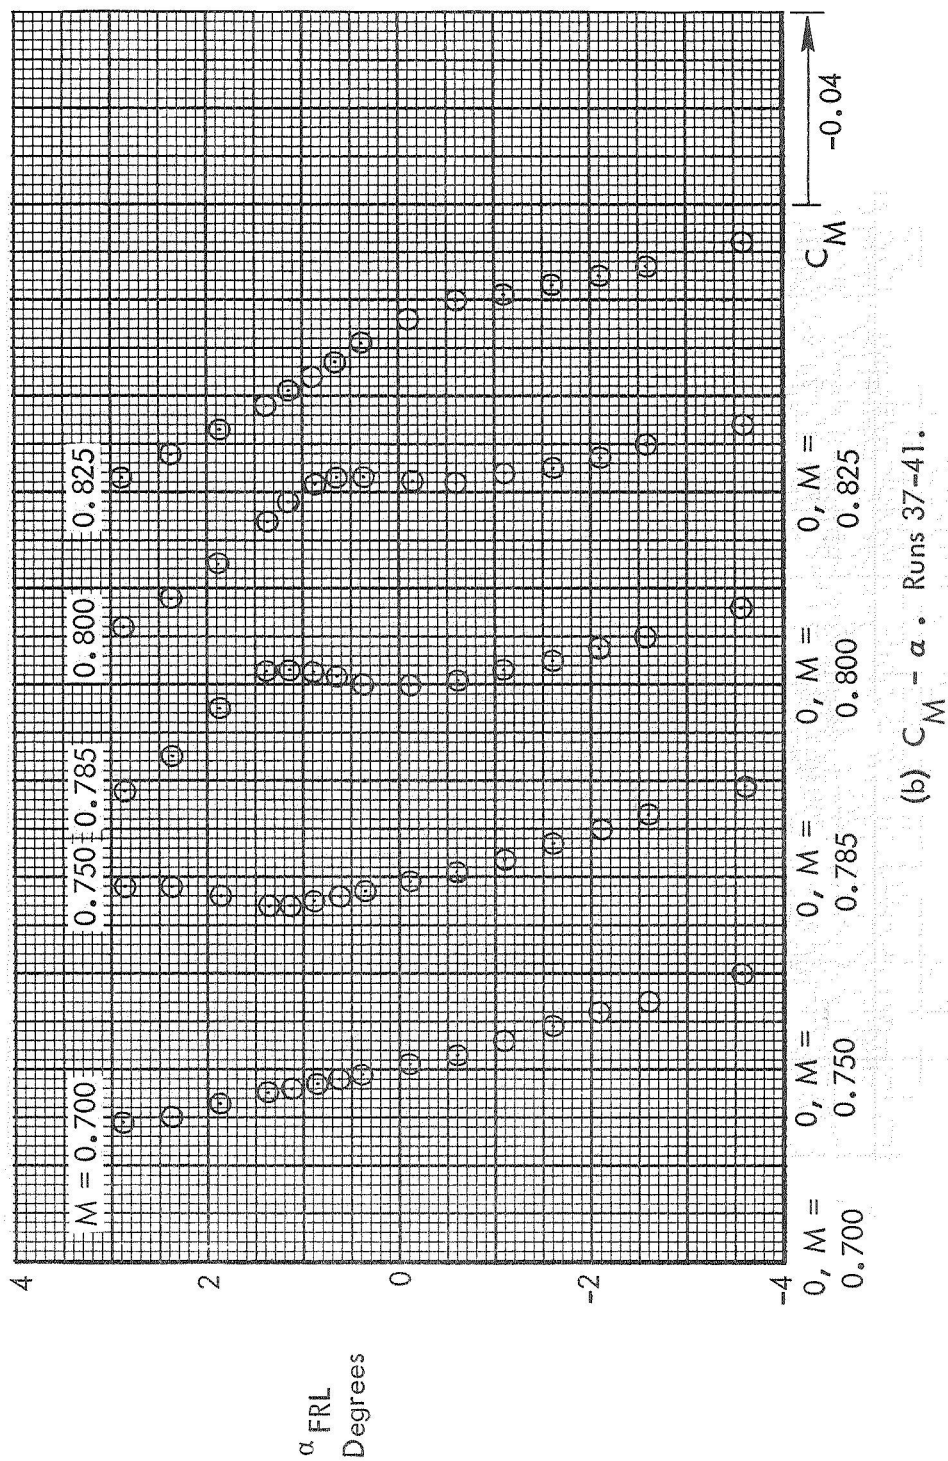 M = 0.700
0.750
0.785
0.800
0.825
4
2
0
-2
-4
α FRL
Degrees
0, M =
0.700
0, M =
0.750
0, M =
0.785
0, M =
0.800
0, M =
0.825
C_M
-0.04
(b) C_M - α. Runs 37-41.